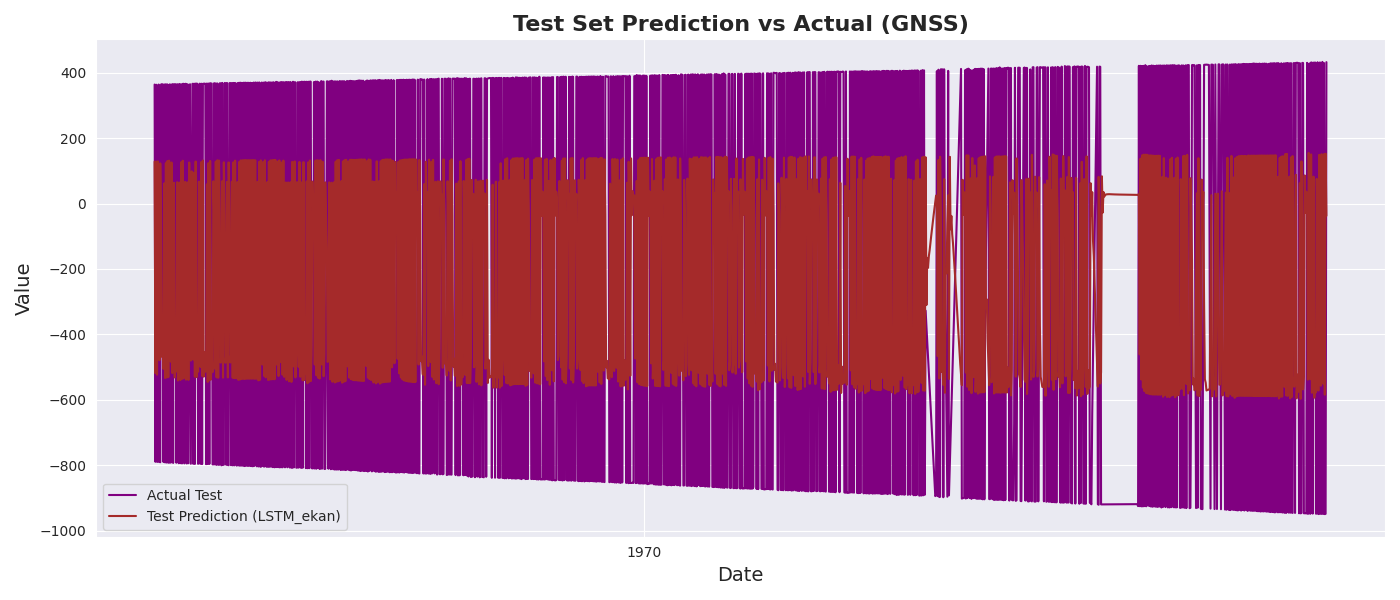 Test Set Prediction vs Actual (GNSS)
Value
400
200
0
−200
−400
−600
−800
−1000
Actual Test
Test Prediction (LSTM_ekan)
1970
Date